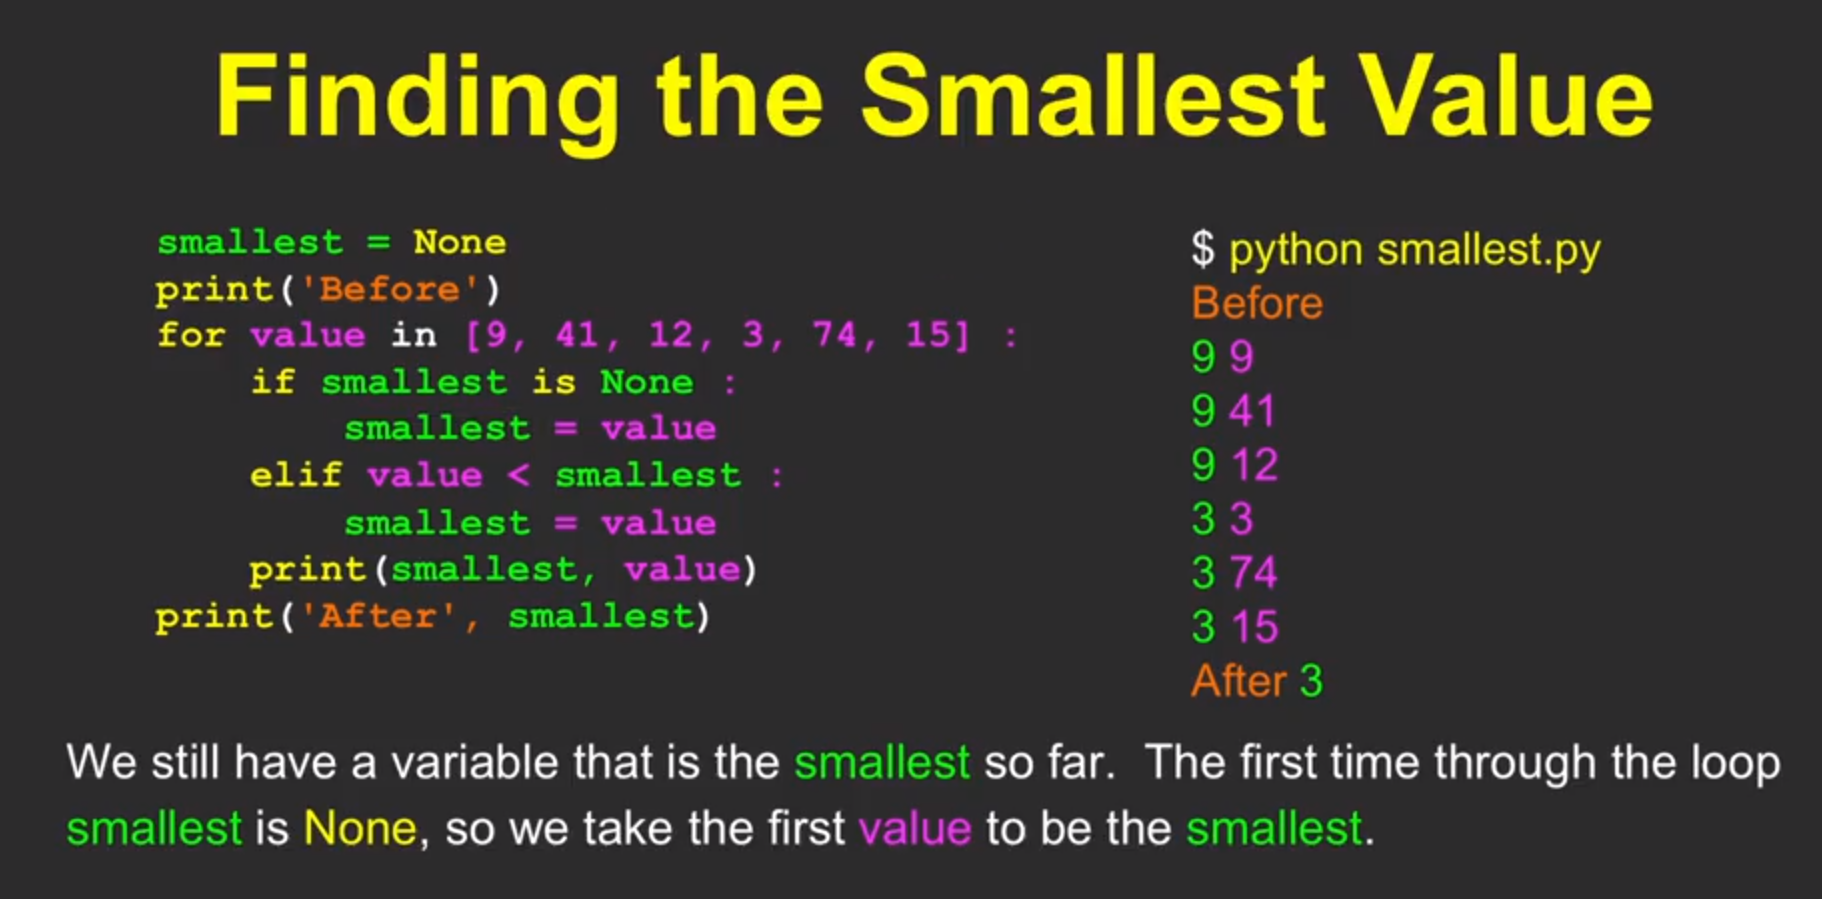 Finding the Smallest Value
smallest = None
print('Before')
for value in [9, 41, 12, 3, 74, 15] :
    if smallest is None :
        smallest = value
    elif value < smallest :
        smallest = value
    print(smallest, value)
print('After', smallest)
$ python smallest.py
Before
9 9
9 41
9 12
3 3
3 74
3 15
After 3
We still have a variable that is the smallest so far.  The first time through the loop
smallest is None, so we take the first value to be the smallest.